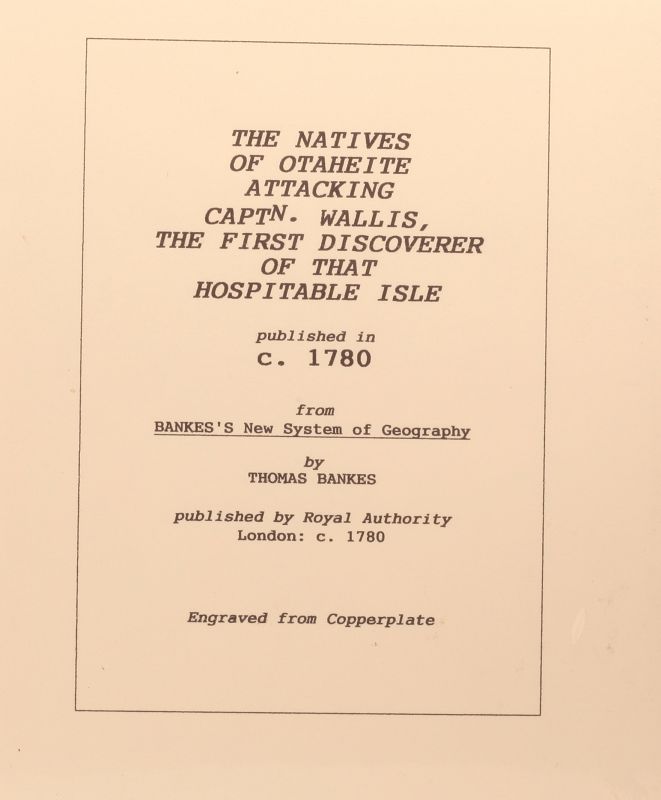 THE NATIVES
OF OTAHEITE
ATTACKING
CAPTN. WALLIS,
THE FIRST DISCOVERER
OF THAT
HOSPITABLE ISLE
published in
c. 1780
from
BANKES'S New System of Geography
by
THOMAS BANKES
published by Royal Authority
London: c. 1780
Engraved from Copperplate